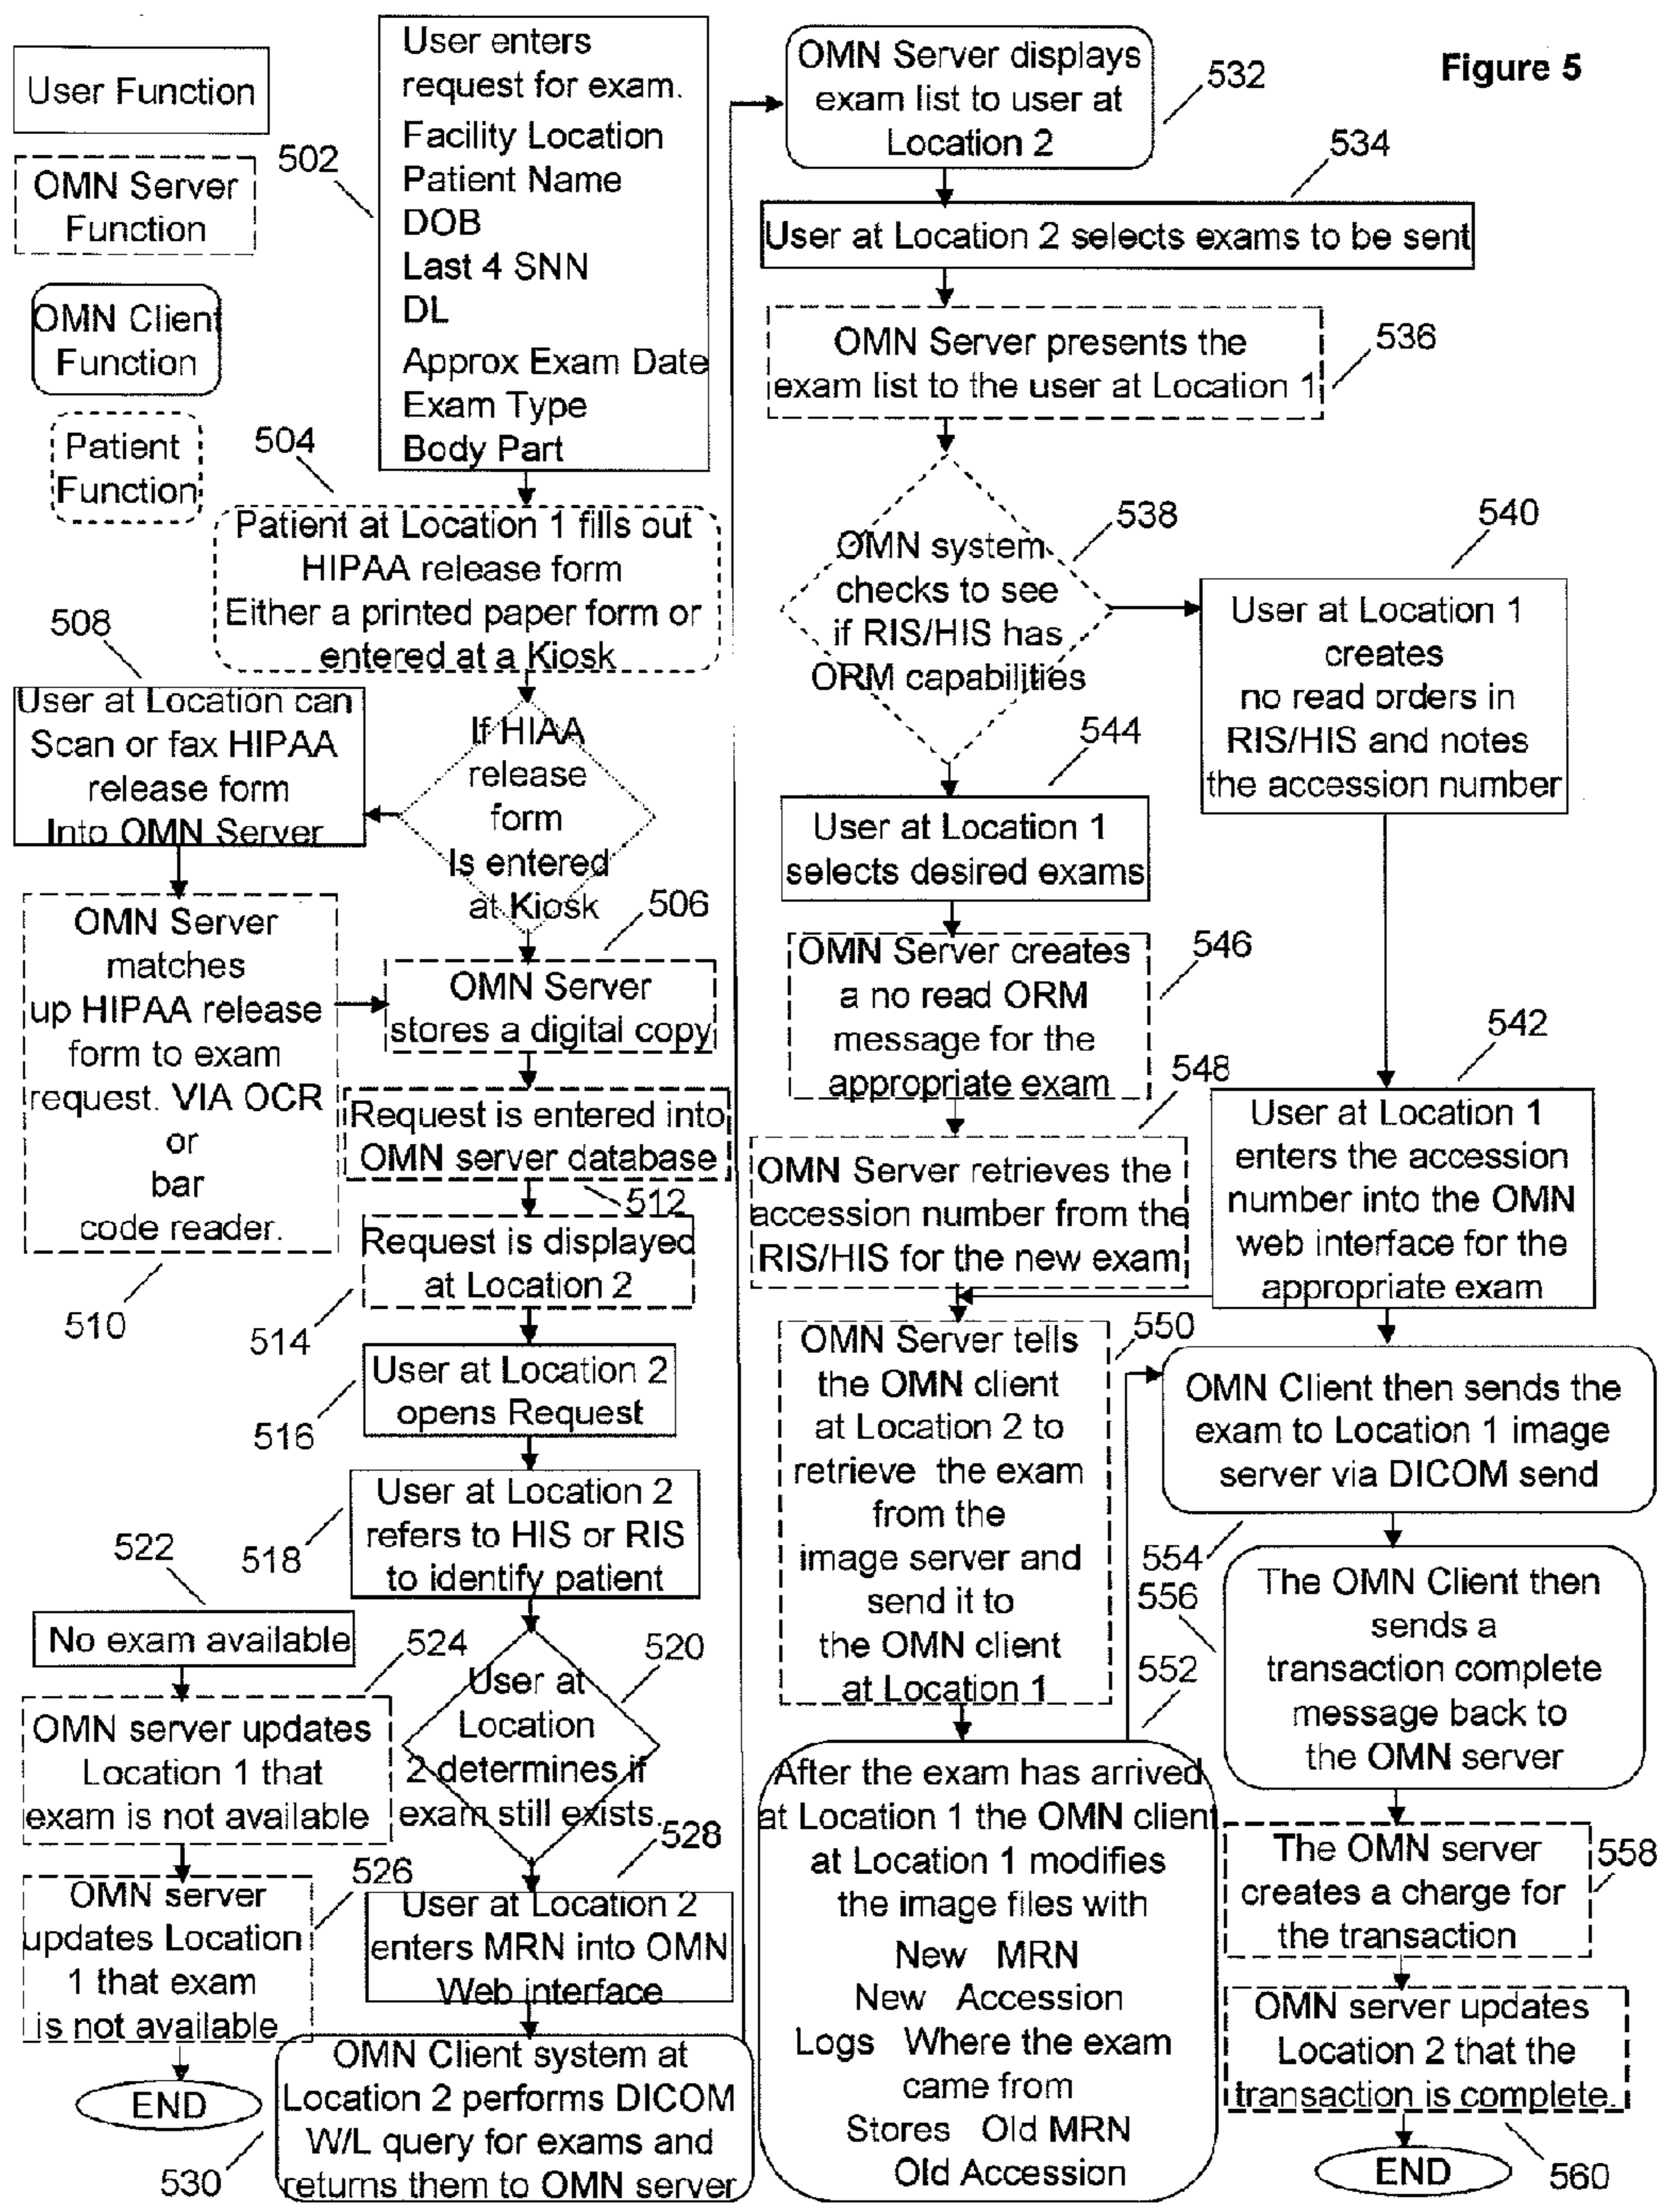 Figure 5
User Function
OMN Server
Function
OMN Client
Function
Patient
Function
502
User enters
request for exam.
Facility Location
Patient Name
DOB
Last 4 SNN
DL
Approx Exam Date
Exam Type
Body Part
504
Patient at Location 1 fills out
HIPAA release form
Either a printed paper form or
entered at a Kiosk
508
User at Location can
Scan or fax HIPAA
release form
Into OMN Server
If HIAA
release
form
Is entered
at Kiosk
506
OMN Server
matches
up HIPAA release
form to exam
request. VIA OCR
or
bar
code reader.
510
OMN Server
stores a digital copy
Request is entered into
OMN server database
512
Request is displayed
at Location 2
514
User at Location 2
opens Request
516
User at Location 2
refers to HIS or RIS
to identify patient
518
522
No exam available
524
OMN server updates
Location 1 that
exam is not available
520
User at
Location
2 determines if
exam still exists.
526
OMN server
updates Location
1 that exam
is not available
END
528
User at Location 2
enters MRN into OMN
Web interface
OMN Client system at
Location 2 performs DICOM
W/L query for exams and
returns them to OMN server
530
OMN Server displays
exam list to user at
Location 2
532
534
User at Location 2 selects exams to be sent
OMN Server presents the
exam list to the user at Location 1
536
OMN system
checks to see
if RIS/HIS has
ORM capabilities
538
540
User at Location 1
creates
no read orders in
RIS/HIS and notes
the accession number
544
User at Location 1
selects desired exams
OMN Server creates
a no read ORM
message for the
appropriate exam
546
548
OMN Server retrieves the
accession number from the
RIS/HIS for the new exam
542
User at Location 1
enters the accession
number into the OMN
web interface for the
appropriate exam
OMN Server tells
the OMN client
at Location 2 to
retrieve the exam
from the
image server and
send it to
the OMN client
at Location 1
550
OMN Client then sends the
exam to Location 1 image
server via DICOM send
554
556
The OMN Client then
sends a
transaction complete
message back to
the OMN server
552
After the exam has arrived
at Location 1 the OMN client
at Location 1 modifies
the image files with
New MRN
New Accession
Logs Where the exam
came from
Stores Old MRN
Old Accession
The OMN server
creates a charge for
the transaction
558
OMN server updates
Location 2 that the
transaction is complete.
END
560